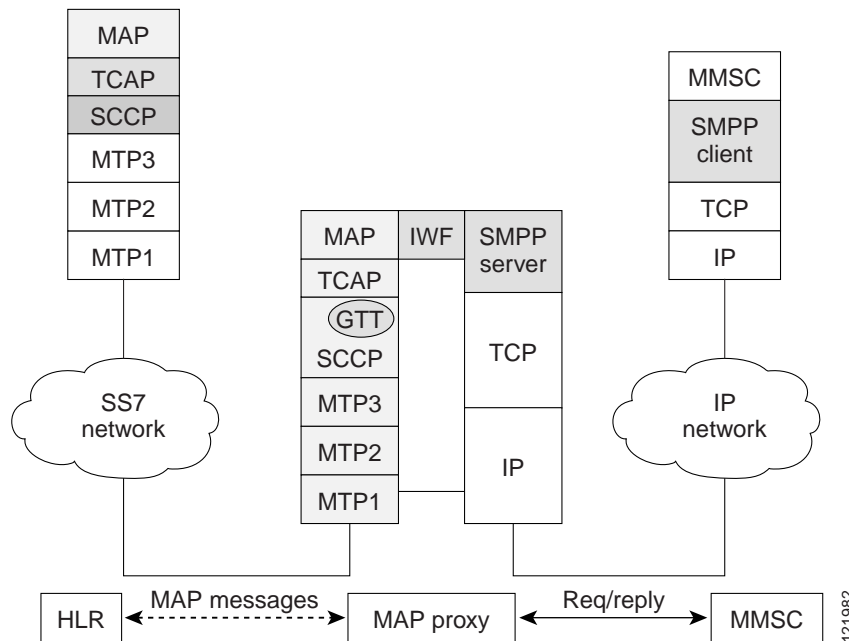 MAP
TCAP
SCCP
MTP3
MTP2
MTP1
MMSC
SMPP
client
TCP
IP
MAP
IWF
SMPP
server
TCAP
GTT
SCCP
MTP3
MTP2
MTP1
TCP
IP
SS7
network
IP
network
HLR
MAP messages
MAP proxy
Req/reply
MMSC
121982